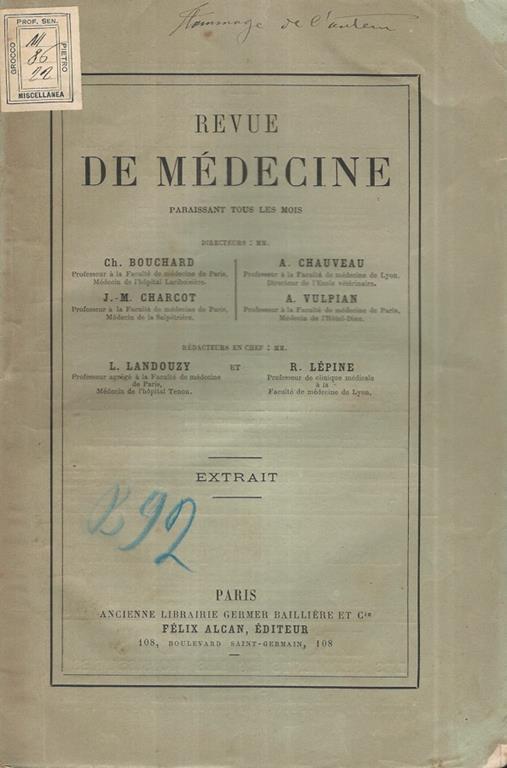 Hommage de l'auteur
PROF. SEN.
GROCCO
PIETRO
86
22
MISCELLANEA
REVUE
DE MÉDECINE
PARAISSANT TOUS LES MOIS
DIRECTEURS : MM.
Ch. BOUCHARD
Professeur à la Faculté de médecine de Paris,
Médecin de l'hôpital Lariboisière.
J.-M. CHARCOT
Professeur à la Faculté de médecine de Paris,
Médecin de la Salpêtrière.
A. CHAUVEAU
Professeur à la Faculté de médecine de Lyon,
Directeur de l'École vétérinaire.
A. VULPIAN
Professeur à la Faculté de médecine de Paris,
Médecin de l'Hôtel-Dieu.
RÉDACTEURS EN CHEF : MM.
L. LANDOUZY ET R. LÉPINE
Professeur agrégé à la Faculté de médecine
de Paris,
Médecin de l'hôpital Tenon.
Professeur de clinique médicale
à la
Faculté de médecine de Lyon.
EXTRAIT
892
PARIS
ANCIENNE LIBRAIRIE GERMER BAILLIÈRE ET Cie
FÉLIX ALCAN, ÉDITEUR
108, BOULEVARD SAINT-GERMAIN, 108